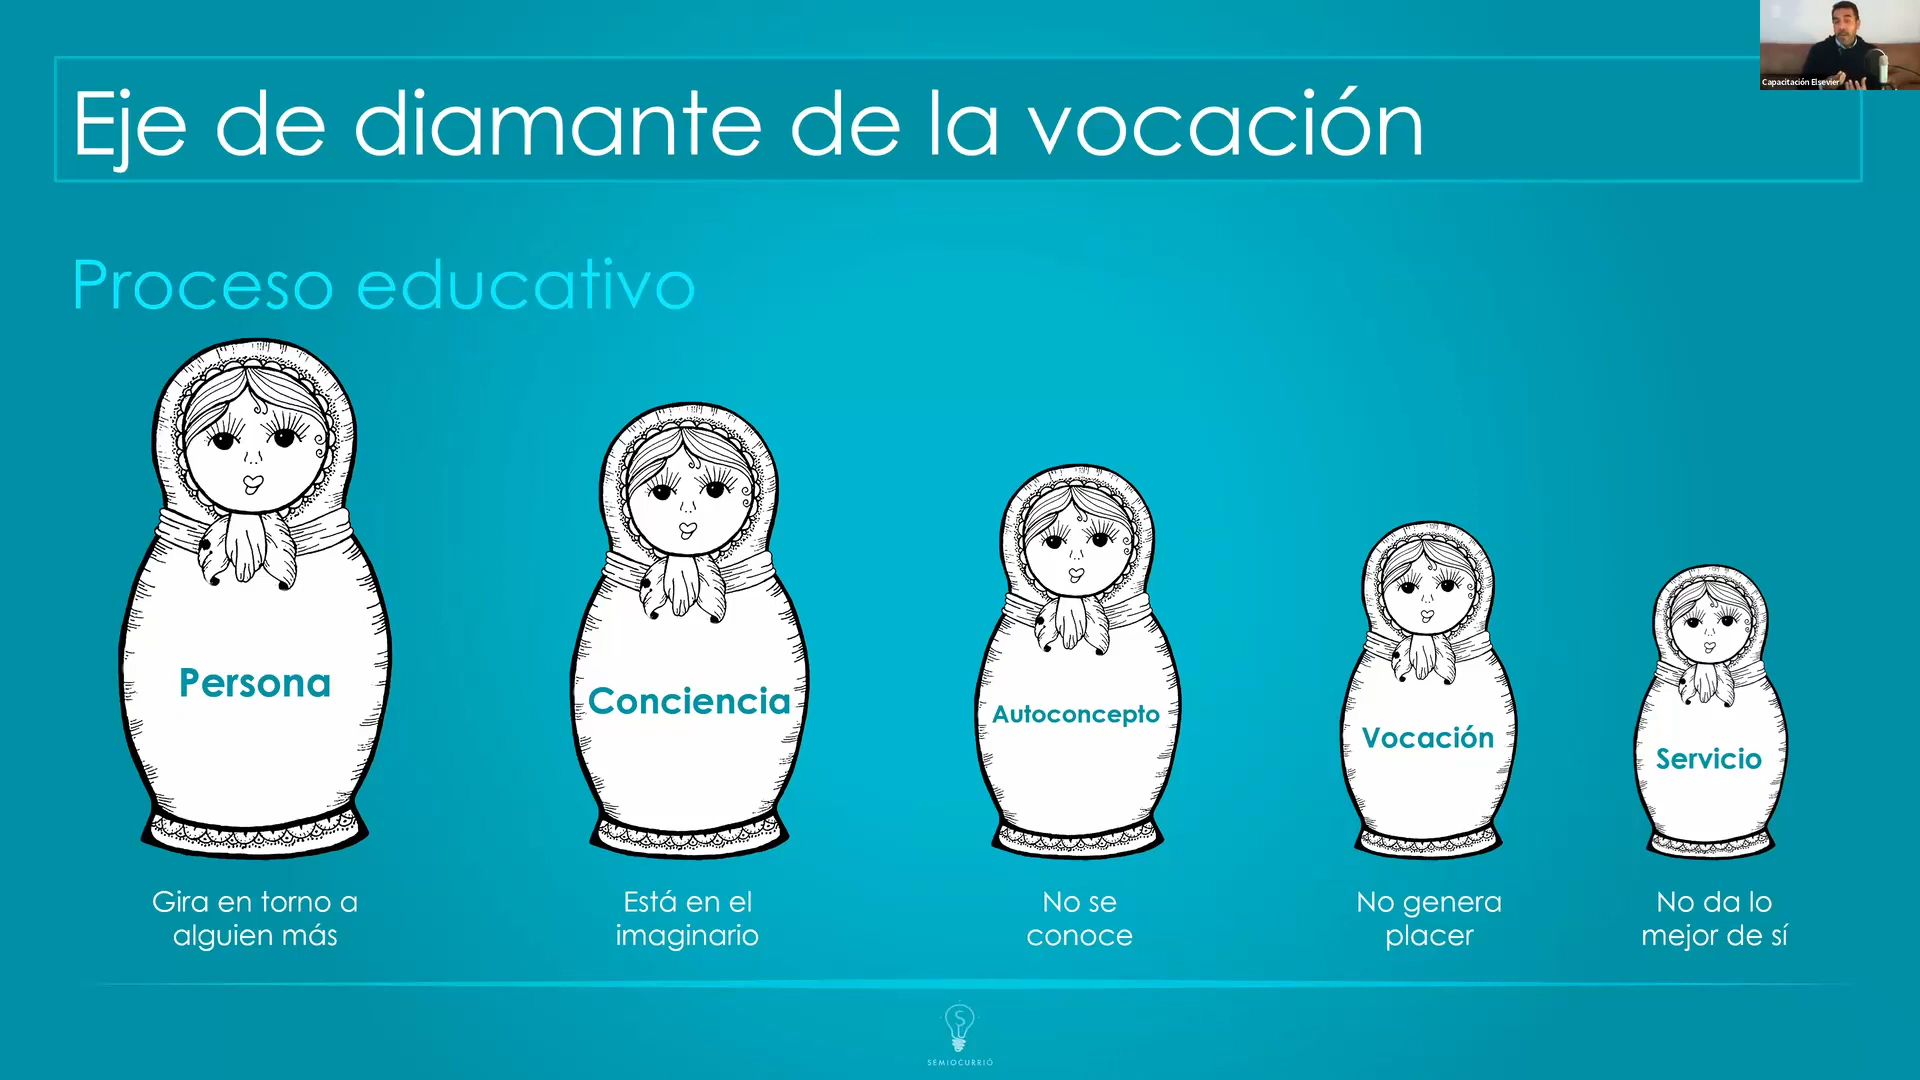 Capacitación Elsevier
Eje de diamante de la vocación
Proceso educativo
Persona
Conciencia
Autoconcepto
Vocación
Servicio
Gira en torno a
alguien más
Está en el
imaginario
No se
conoce
No genera
placer
No da lo
mejor de sí
SEMIOCURRIÓ